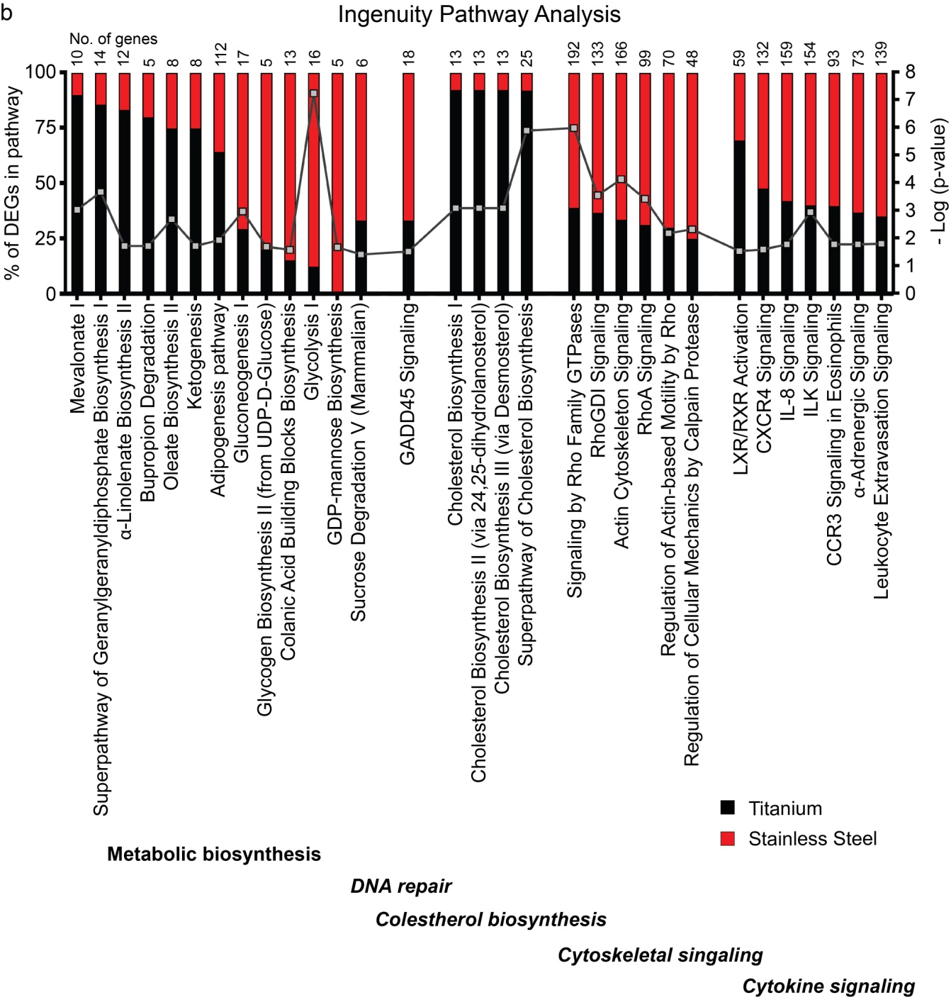 b
Ingenuity Pathway Analysis
No. of genes
10 14 12 5 8 8 112 17 5 13 16 5 6 18 13 13 13 25 192 133 166 99 70 48 59 132 159 154 93 73 139
% of DEGs in pathway
100
75
50
25
0
8
7
6
5
4
3
2
1
0
- Log (p-value)
Mevalonate I
Superpathway of Geranylgeranyldiphosphate Biosynthesis I
α-Linolenate Biosynthesis II
Bupropion Degradation
Oleate Biosynthesis II
Ketogenesis
Adipogenesis pathway
Gluconeogenesis I
Glycogen Biosynthesis II (from UDP-D-Glucose)
Colanic Acid Building Blocks Biosynthesis
Glycolysis I
GDP-mannose Biosynthesis
Sucrose Degradation V (Mammalian)
GADD45 Signaling
Cholesterol Biosynthesis I
Cholesterol Biosynthesis II (via 24,25-dihydrolanosterol)
Cholesterol Biosynthesis III (via Desmosterol)
Superpathway of Cholesterol Biosynthesis
Signaling by Rho Family GTPases
RhoGDI Signaling
Actin Cytoskeleton Signaling
RhoA Signaling
Regulation of Actin-based Motility by Rho
Regulation of Cellular Mechanics by Calpain Protease
LXR/RXR Activation
CXCR4 Signaling
IL-8 Signaling
ILK Signaling
CCR3 Signaling in Eosinophils
α-Adrenergic Signaling
Leukocyte Extravasation Signaling
Titanium
Stainless Steel
Metabolic biosynthesis
DNA repair
Colestherol biosynthesis
Cytoskeletal singaling
Cytokine signaling